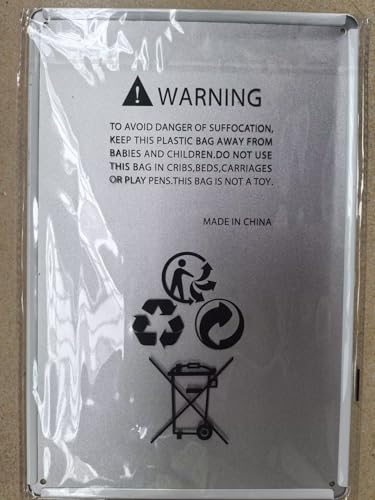 WARNING
TO AVOID DANGER OF SUFFOCATION,
KEEP THIS PLASTIC BAG AWAY FROM
BABIES AND CHILDREN.DO NOT USE
THIS BAG IN CRIBS,BEDS,CARRIAGES
OR PLAY PENS.THIS BAG IS NOT A TOY.
MADE IN CHINA